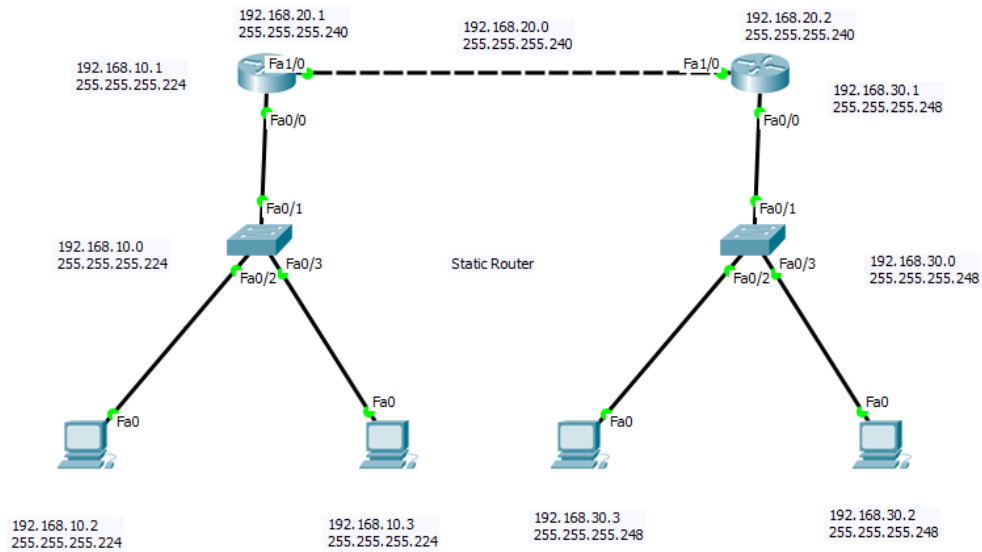 192.168.20.1
255.255.255.240
192.168.20.0
255.255.255.240
192.168.20.2
255.255.255.240
192.168.10.1
255.255.255.224
Fa1/0
Fa1/0
192.168.30.1
255.255.255.248
Fa0/0
Fa0/0
Fa0/1
Fa0/1
192.168.10.0
255.255.255.224
Fa0/2
Fa0/3
Static Router
Fa0/2
Fa0/3
192.168.30.0
255.255.255.248
Fa0
Fa0
Fa0
Fa0
192.168.10.2
255.255.255.224
192.168.10.3
255.255.255.224
192.168.30.3
255.255.255.248
192.168.30.2
255.255.255.248